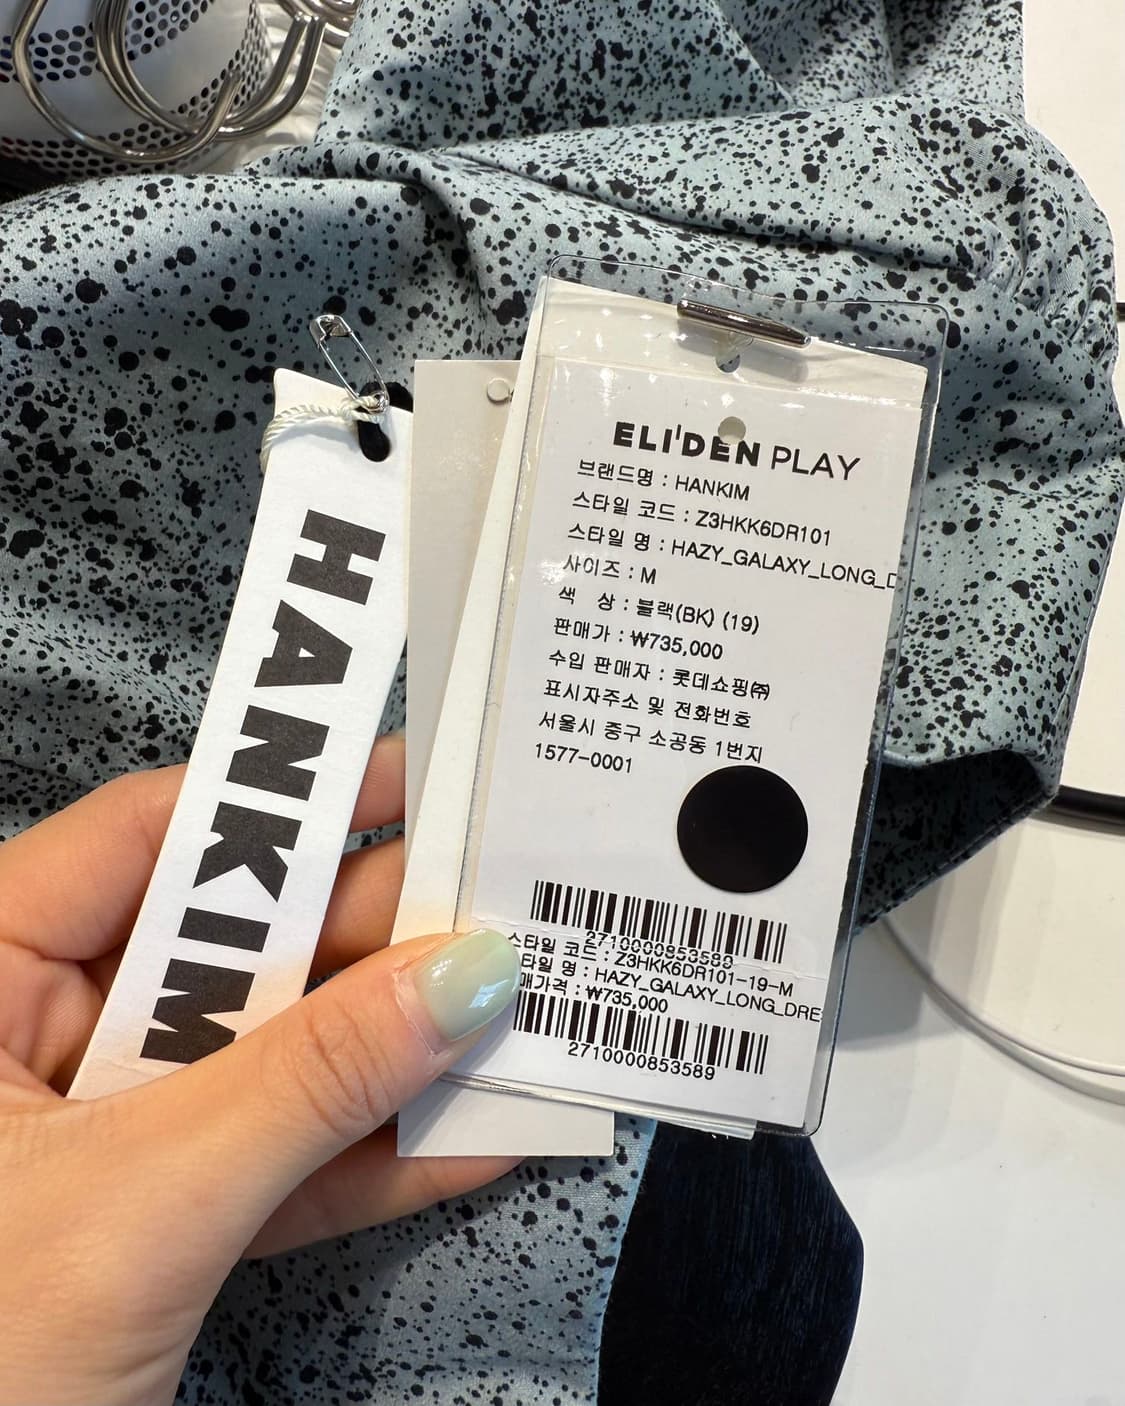 HANKIM
ELI'DEN PLAY
브랜드명 : HANKIM
스타일 코드 : Z3HKK6DR101
스타일 명 : HAZY_GALAXY_LONG_D
사이즈 : M
색 상 : 블랙(BK) (19)
판매가 : ₩735,000
수입 판매자 : 롯데쇼핑㈜
표시자주소 및 전화번호
서울시 중구 소공동 1번지
1577-0001
2710000853589
스타일 코드 : Z3HKK6DR101-19-M
타일 명 : HAZY_GALAXY_LONG_DRE
매가격 : ₩735,000
2710000853589